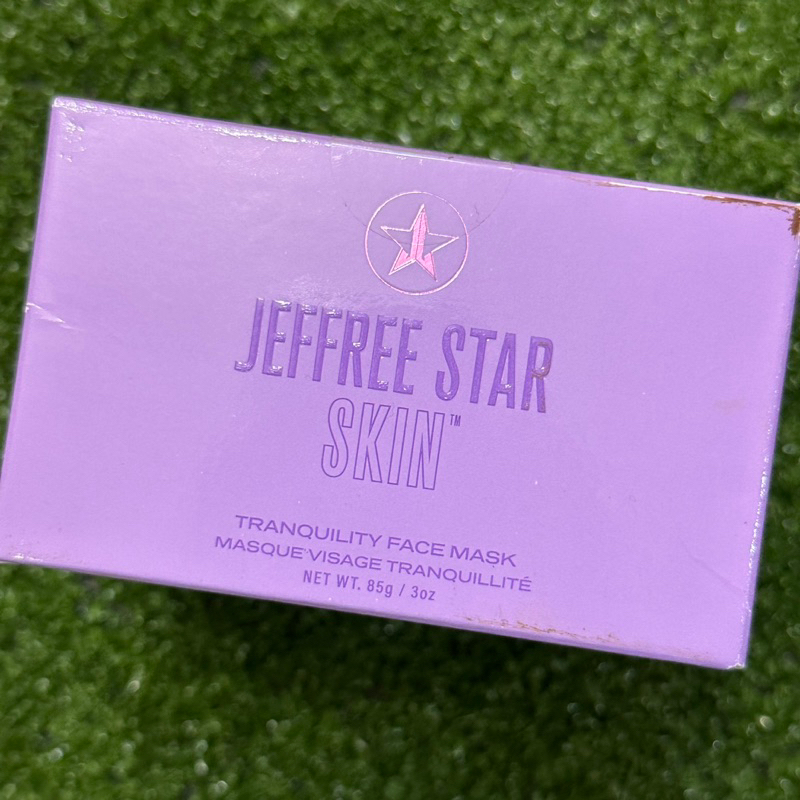 JEFFREE STAR
SKIN™
TRANQUILITY FACE MASK
MASQUE VISAGE TRANQUILLITÉ
NET WT. 85g / 3oz